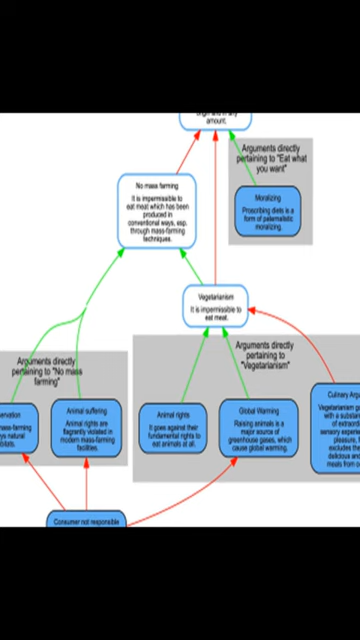 amount.
Arguments directly
pertaining to "Eat what
you want"
Moralizing
Proscribing diets is a
form of paternalistic
moralizing.
No mass farming
It is impermissible to
eat meat which has been
produced in
conventional ways, esp.
through mass-farming
techniques.
Vegetarianism
It is impermissible to
eat meat.
Arguments directly
pertaining to "No mass
farming"
Arguments directly
pertaining to
"Vegetarianism"
ervation
mass-farming
ys natural
bitats.
Animal suffering
Animal rights are
flagrantly violated in
modern mass-farming
facilities.
Animal rights
It goes against their
fundamental rights to
eat animals at all.
Global Warming
Raising animals is a
major source of
greenhouse gases, which
cause global warming.
Culinary Argu
Vegetarianism
with a substan
of extraordi
sensory experien
pleasure,
excludes the
delicious and
meals from o
Consumer not responsible